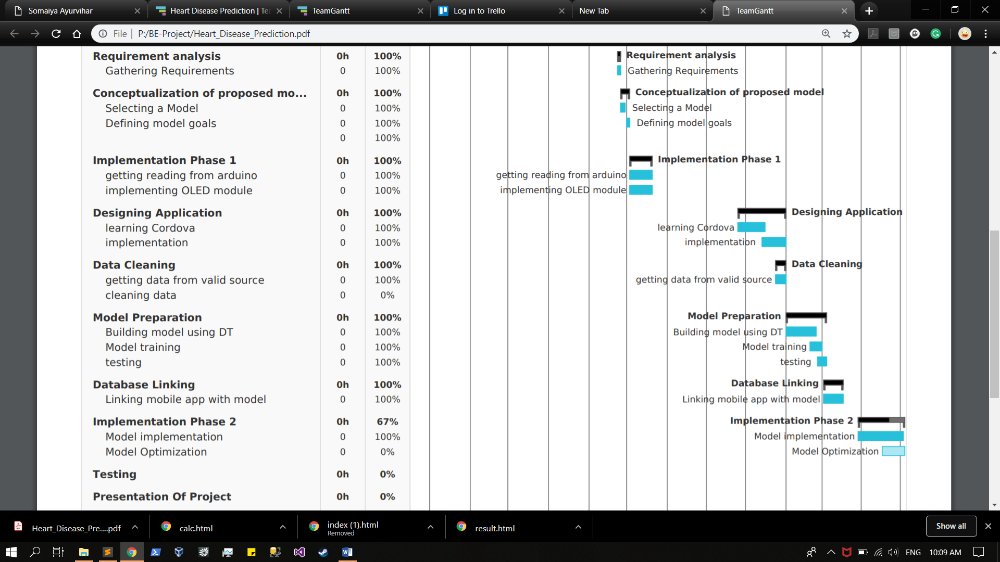 Somaiya Ayurvihar
Heart Disease Prediction | Tea
TeamGantt
Log in to Trello
New Tab
TeamGantt
File | P:/BE-Project/Heart_Disease_Prediction.pdf
Requirement analysis 0h 100% Requirement analysis
Gathering Requirements 0 100% Gathering Requirements
Conceptualization of proposed mo... 0h 100% Conceptualization of proposed model
Selecting a Model 0 100% Selecting a Model
Defining model goals 0 100% Defining model goals
0 100%
Implementation Phase 1 0h 100% Implementation Phase 1
getting reading from arduino 0 100% getting reading from arduino
implementing OLED module 0 100% implementing OLED module
Designing Application 0h 100% Designing Application
learning Cordova 0 100% learning Cordova
implementation 0 100% implementation
Data Cleaning 0h 100% Data Cleaning
getting data from valid source 0 100% getting data from valid source
cleaning data 0 0%
Model Preparation 0h 100% Model Preparation
Building model using DT 0 100% Building model using DT
Model training 0 100% Model training
testing 0 100% testing
Database Linking 0h 100% Database Linking
Linking mobile app with model 0 100% Linking mobile app with model
Implementation Phase 2 0h 67% Implementation Phase 2
Model implementation 0 100% Model implementation
Model Optimization 0 0% Model Optimization
Testing 0h 0%
Presentation Of Project 0h 0%
Heart_Disease_Pre....pdf
calc.html
index (1).html
Removed
result.html
Show all
ENG 10:09 AM